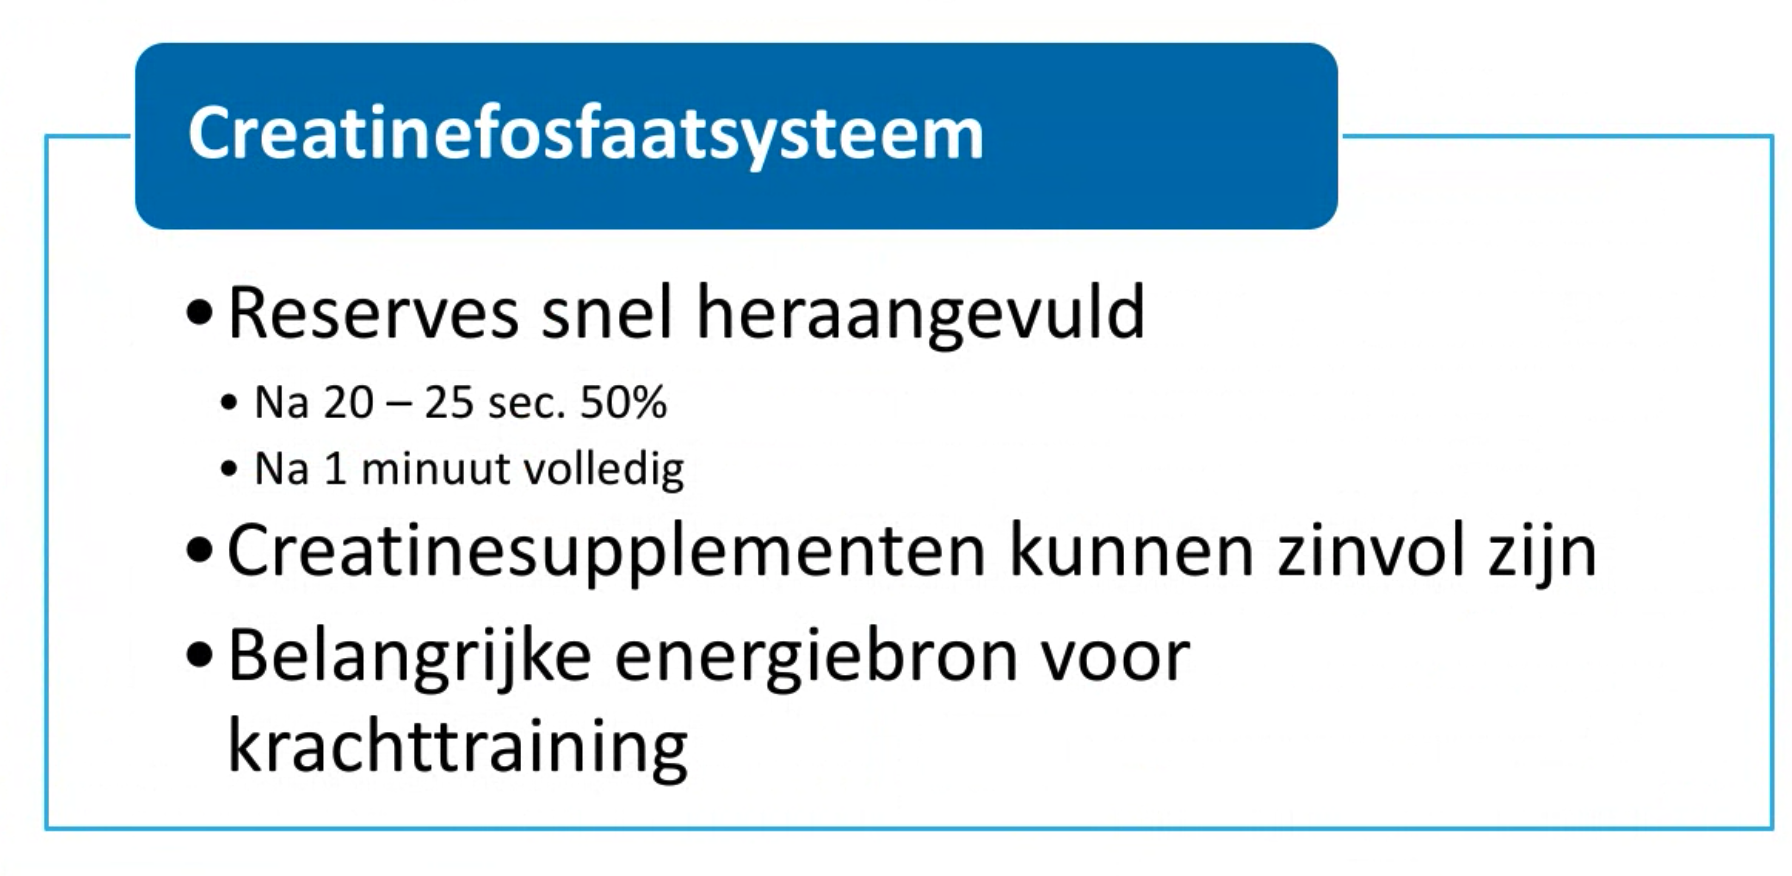 Creatinefosfaatsysteem
•Reserves snel heraangevuld
• Na 20 – 25 sec. 50%
• Na 1 minuut volledig
•Creatinesupplementen kunnen zinvol zijn
•Belangrijke energiebron voor
krachttraining